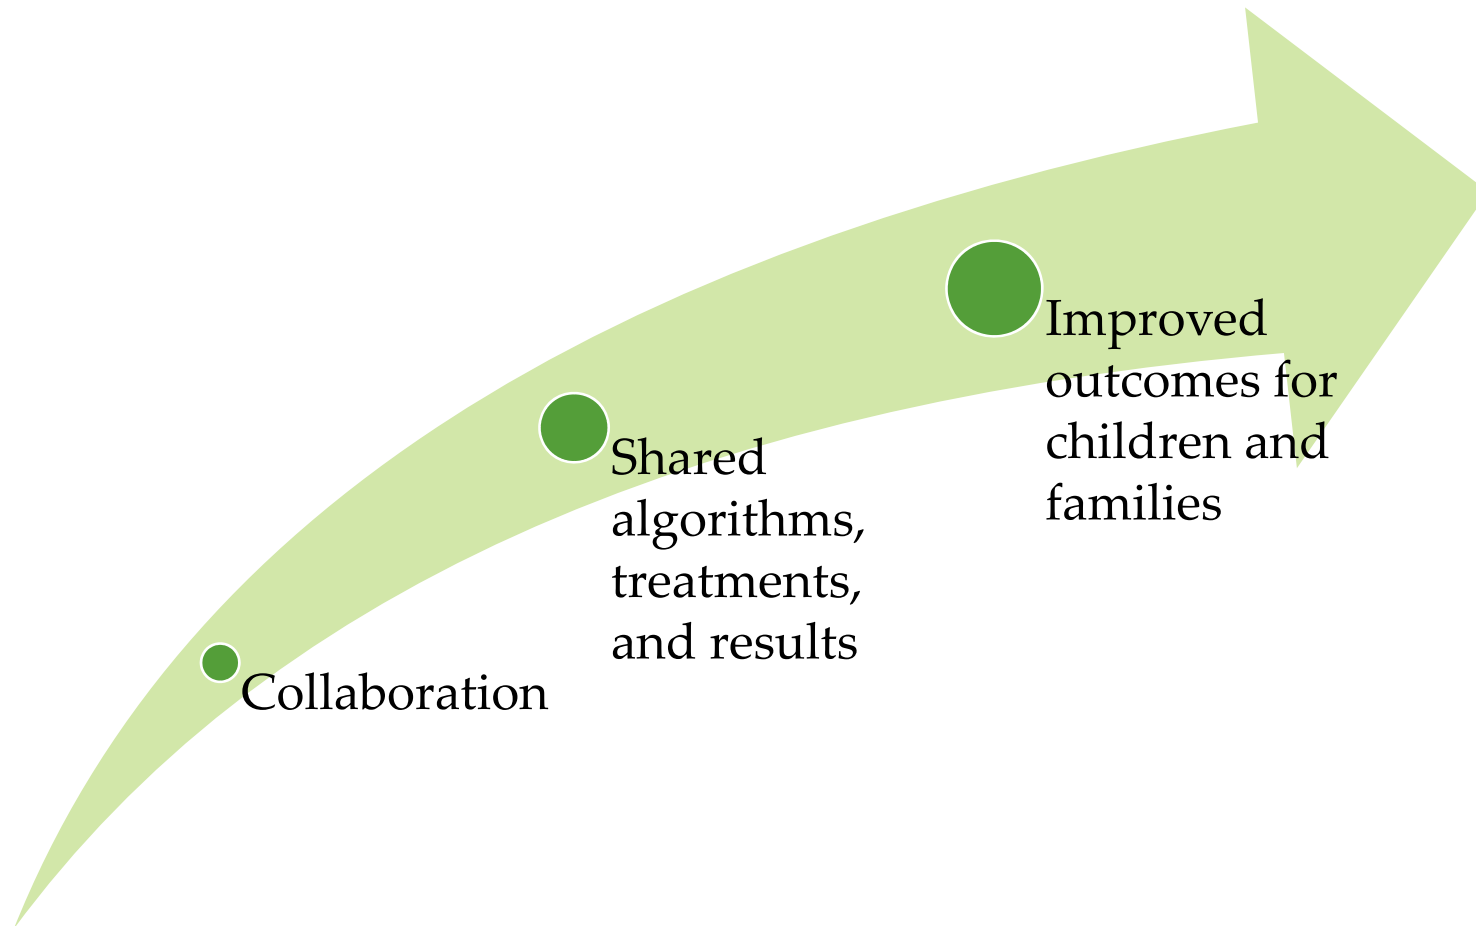 Collaboration
Shared
algorithms,
treatments,
and results
Improved
outcomes for
children and
families